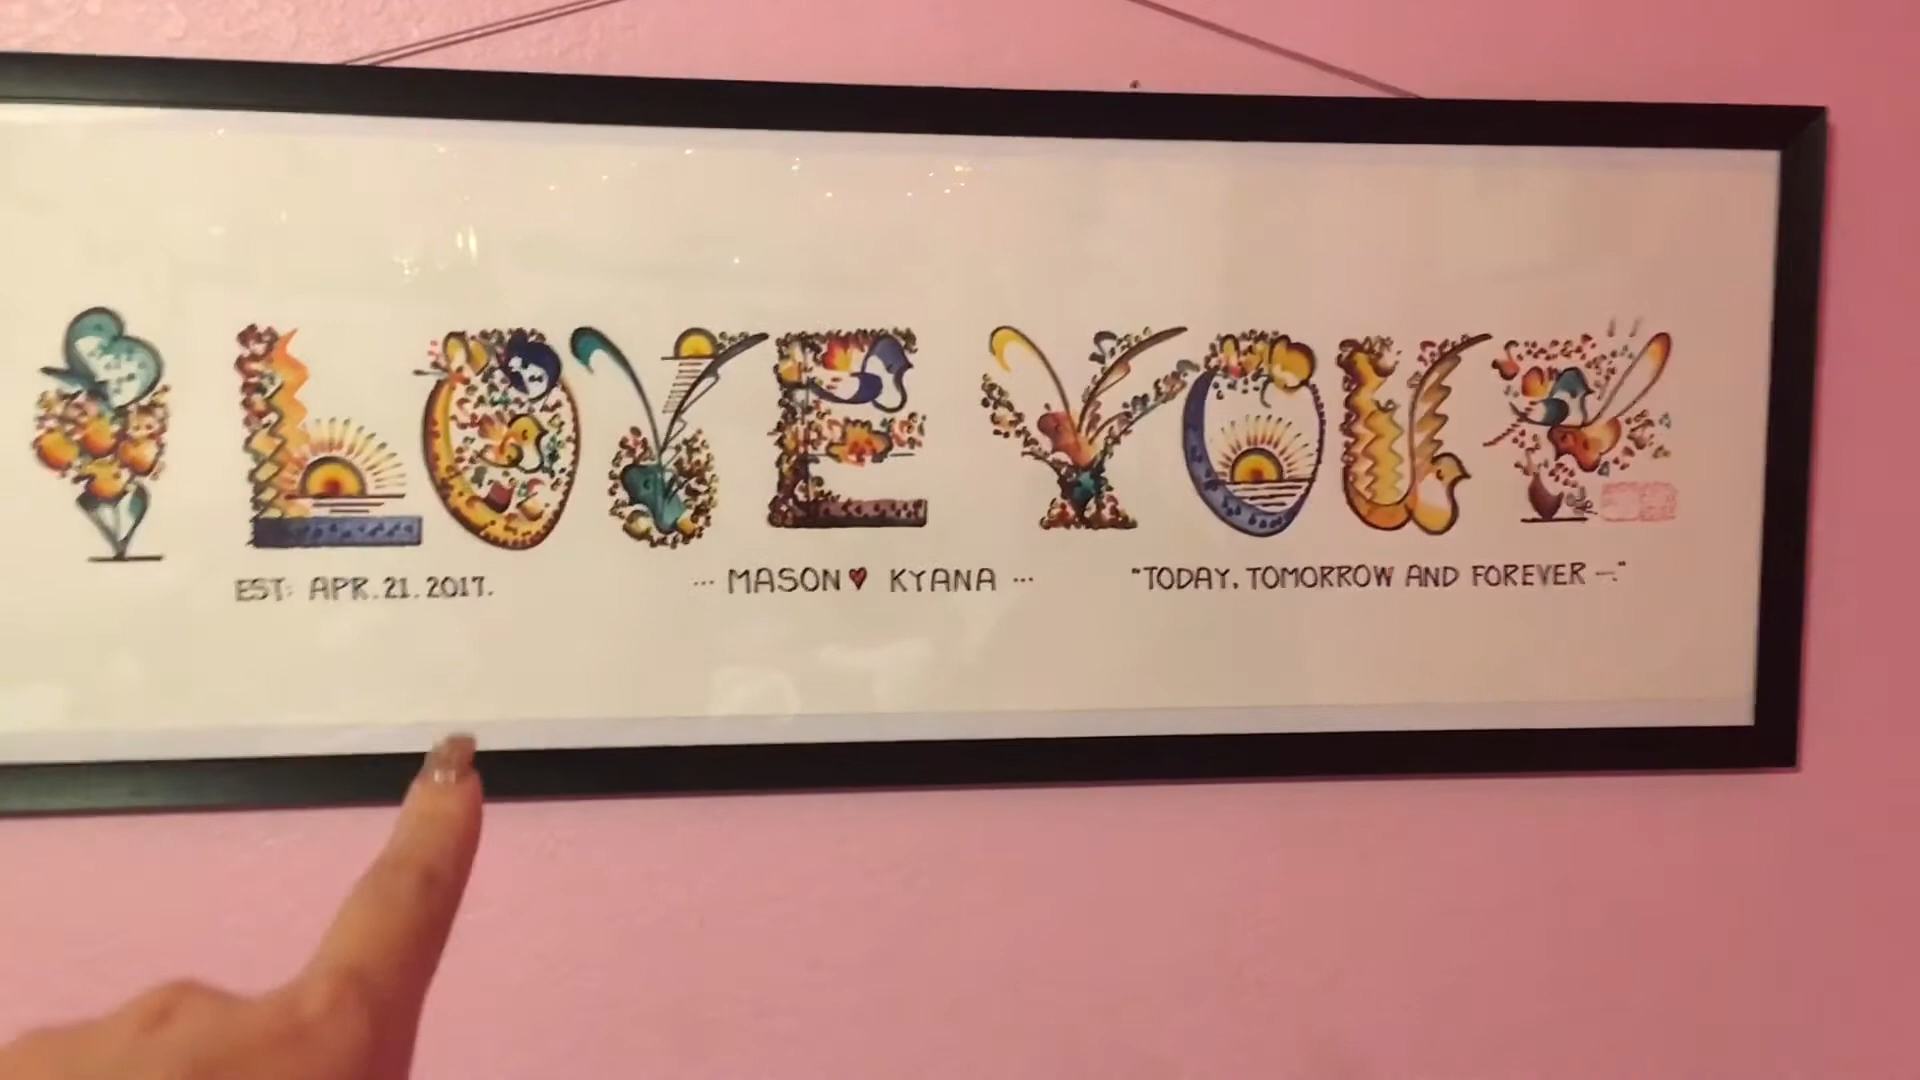 I LOVE YOU
EST: APR. 21. 2017.
... MASON♥ KYANA ...
"TODAY, TOMORROW AND FOREVER —."